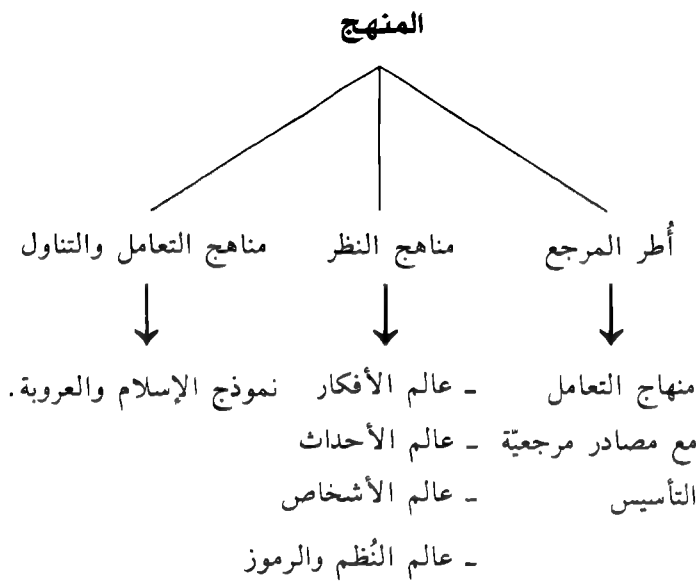 المنهج
أُطر المرجع
مناهج النظر
مناهج التعامل والتناول
منهاج التعامل
مع مصادر مرجعيّة
التأسيس
ـ عالم الأفكار
ـ عالم الأحداث
ـ عالم الأشخاص
ـ عالم النُظم والرموز
نموذج الإسلام والعروبة.